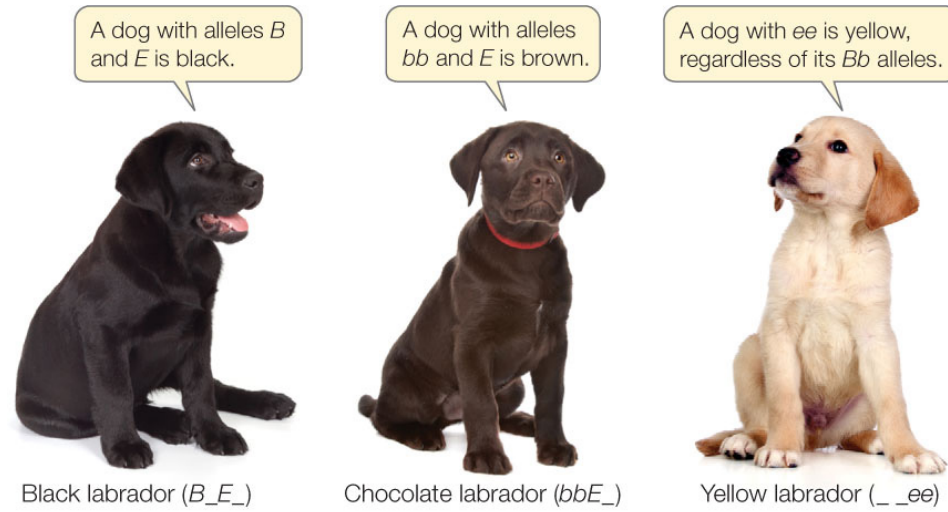 A dog with alleles B
and E is black.
A dog with alleles
bb and E is brown.
A dog with ee is yellow,
regardless of its Bb alleles.
Black labrador (B_E_)
Chocolate labrador (bbE_)
Yellow labrador (_ _ee)